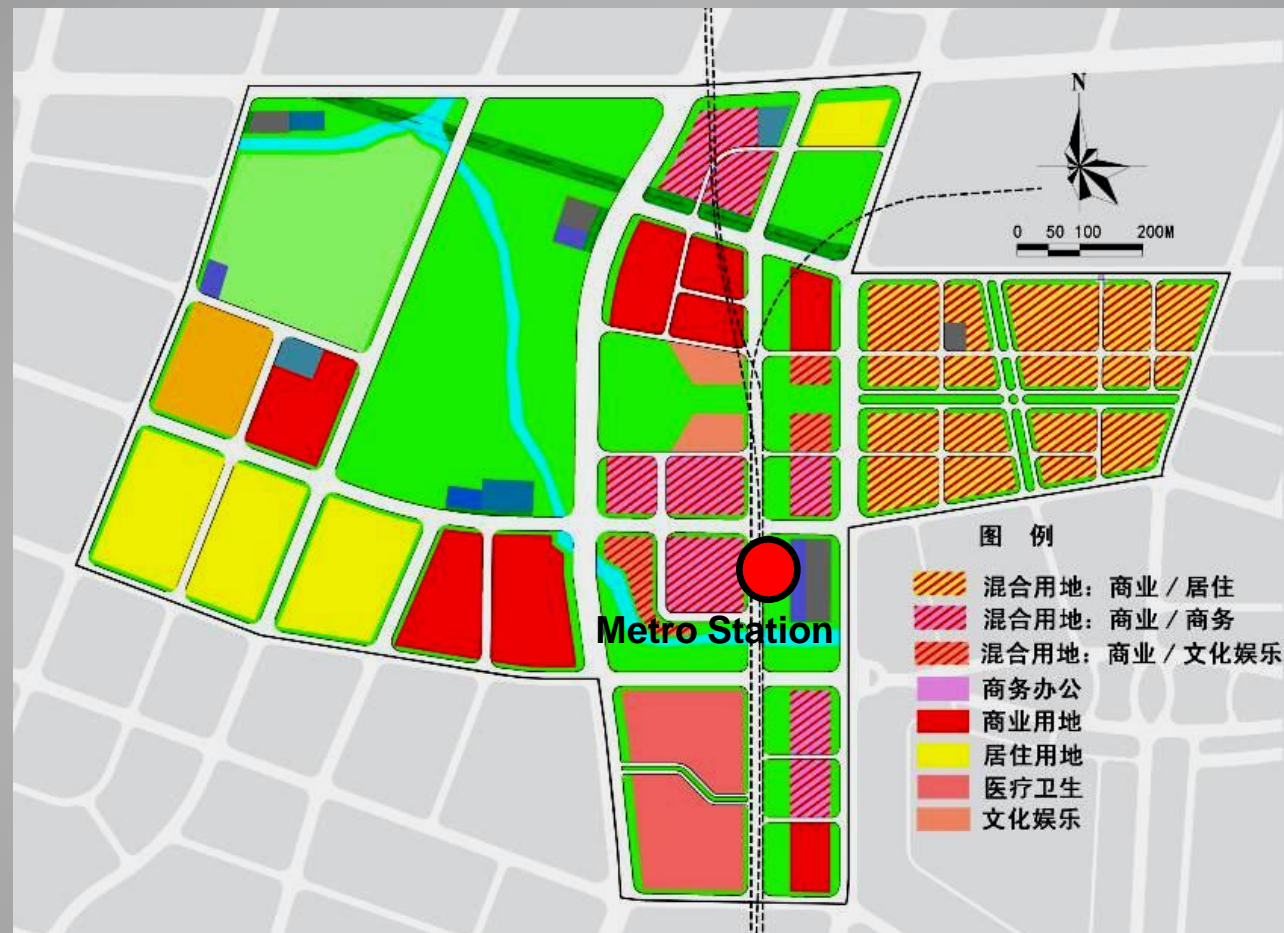 N
0 50 100 200M
Metro Station
图 例
混合用地：商业／居住
混合用地：商业／商务
混合用地：商业／文化娱乐
商务办公
商业用地
居住用地
医疗卫生
文化娱乐